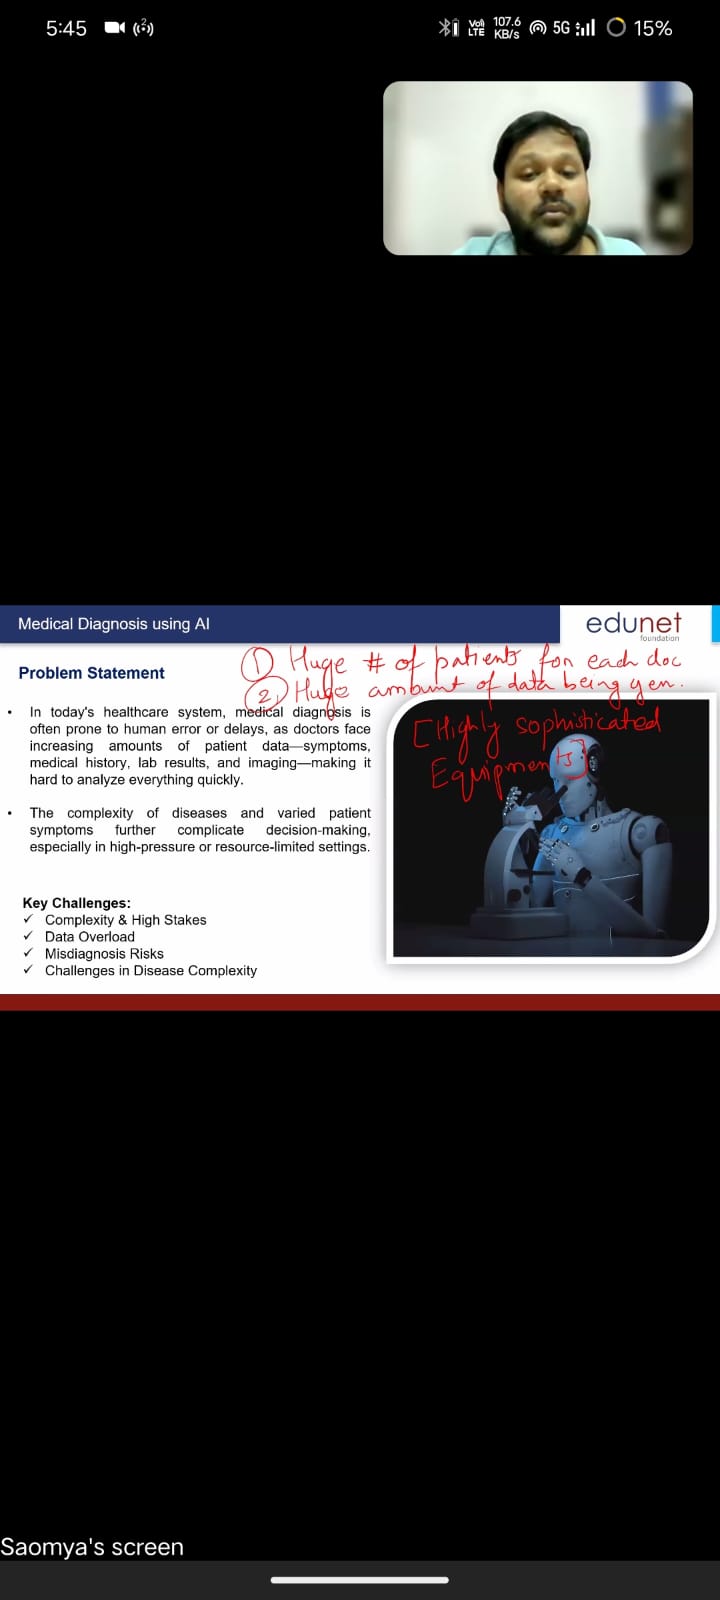 5:45
Vo)) LTE 107.6 KB/s 5G 15%
Medical Diagnosis using AI
edunet
foundation
Problem Statement
① Huge # of patients for each doc
② Huge amount of data being gen.
[Highly sophisticated
Equipments]
• In today's healthcare system, medical diagnosis is
often prone to human error or delays, as doctors face
increasing amounts of patient data—symptoms,
medical history, lab results, and imaging—making it
hard to analyze everything quickly.
• The complexity of diseases and varied patient
symptoms further complicate decision-making,
especially in high-pressure or resource-limited settings.
Key Challenges:
✓ Complexity & High Stakes
✓ Data Overload
✓ Misdiagnosis Risks
✓ Challenges in Disease Complexity
Saomya's screen